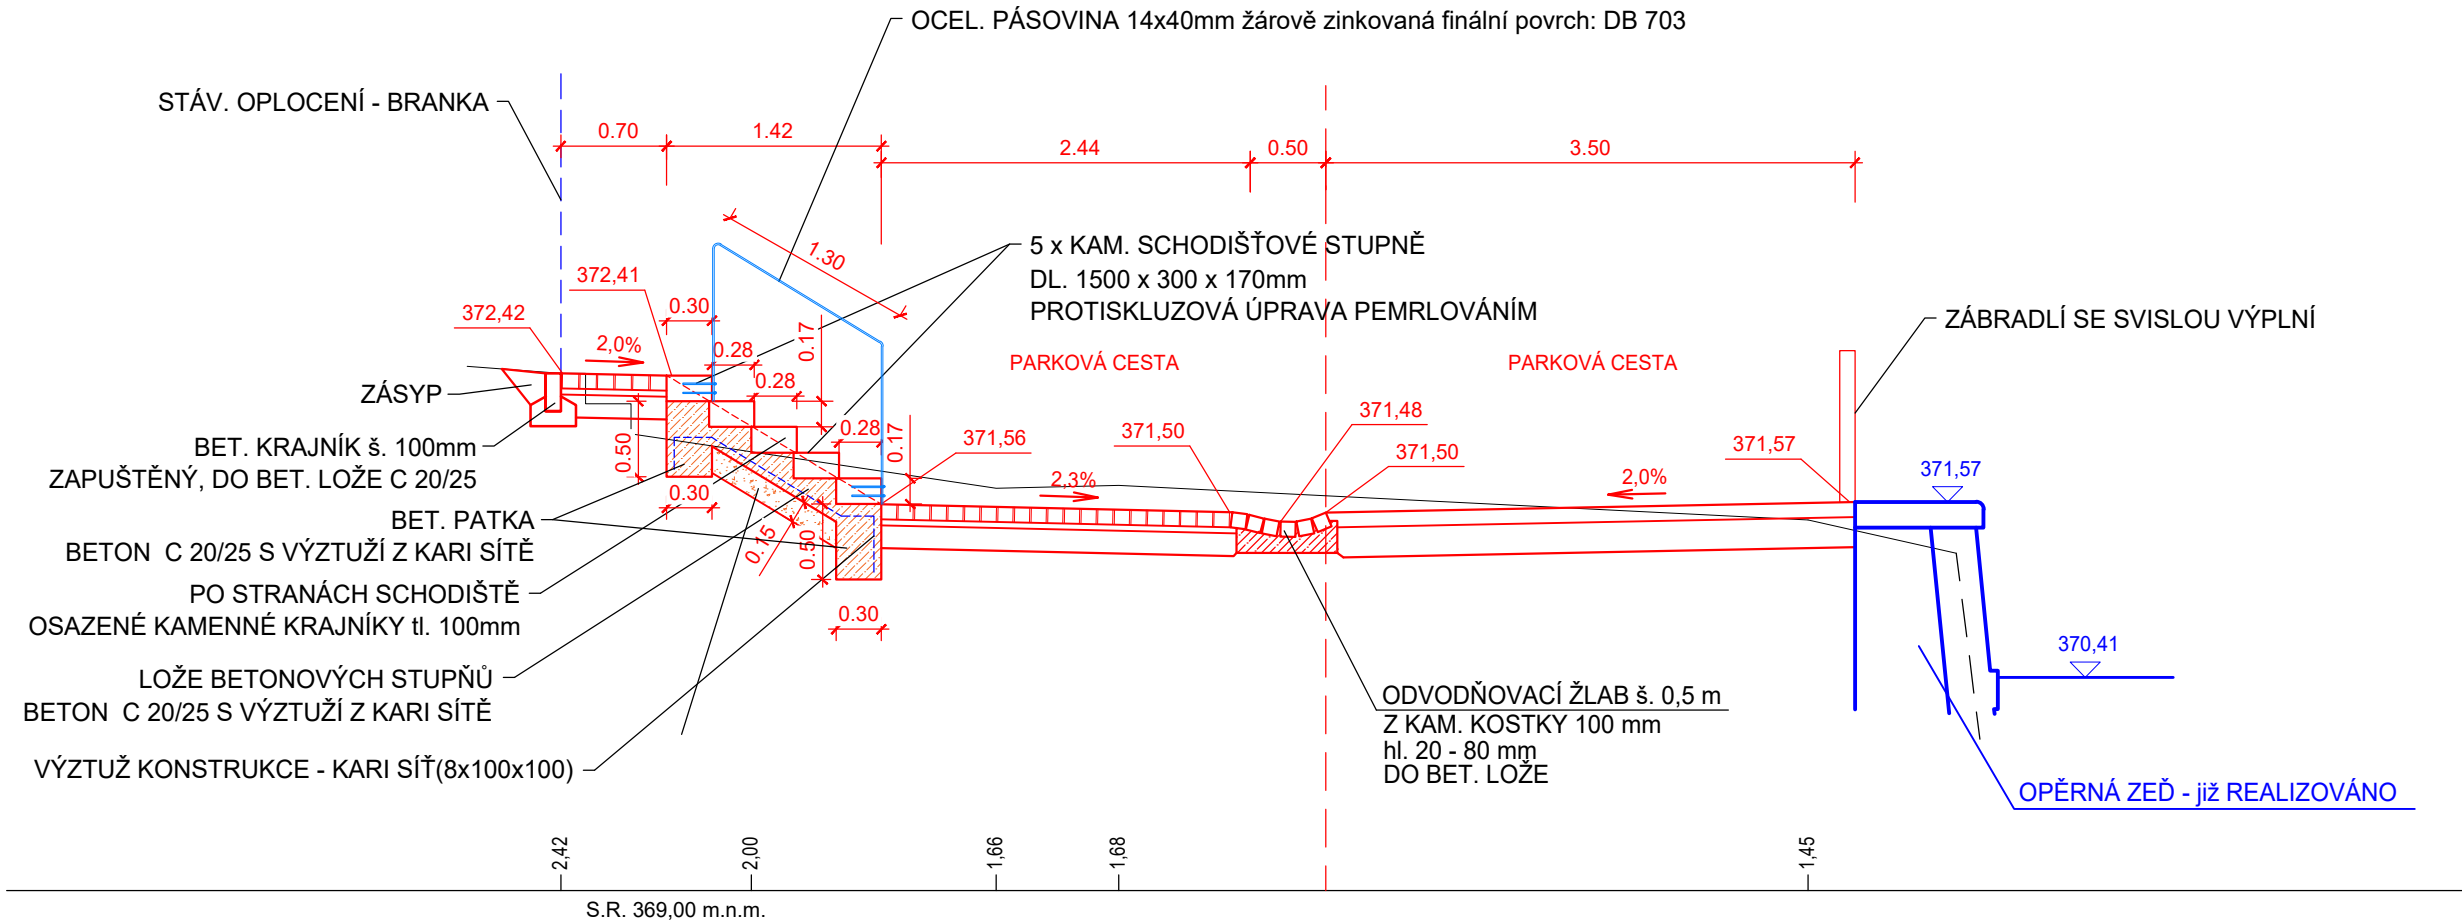 OCEL. PÁSOVINA 14x40mm žárově zinkovaná finální povrch: DB 703
STÁV. OPLOCENÍ - BRANKA
0.70
1.42
2.44
0.50
3.50
1.30
5 x KAM. SCHODIŠŤOVÉ STUPNĚ
DL. 1500 x 300 x 170mm
PROTISKLUZOVÁ ÚPRAVA PEMRLOVÁNÍM
372,41
372,42
0.30
0.17
2,0%
0.28
0.28
0.28
0.17
ZÁBRADLÍ SE SVISLOU VÝPLNÍ
PARKOVÁ CESTA
PARKOVÁ CESTA
ZÁSYP
BET. KRAJNÍK š. 100mm
ZAPUŠTĚNÝ, DO BET. LOŽE C 20/25
0.50
0.30
371,56
371,50
371,48
371,50
371,57
371,57
2,3%
2,0%
BET. PATKA
BETON  C 20/25 S VÝZTUŽÍ Z KARI SÍTĚ
0.15
0.50
0.30
PO STRANÁCH SCHODIŠTĚ
OSAZENÉ KAMENNÉ KRAJNÍKY tl. 100mm
LOŽE BETONOVÝCH STUPŇŮ
BETON  C 20/25 S VÝZTUŽÍ Z KARI SÍTĚ
VÝZTUŽ KONSTRUKCE - KARI SÍŤ(8x100x100)
370,41
ODVODŇOVACÍ ŽLAB š. 0,5 m
Z KAM. KOSTKY 100 mm
hl. 20 - 80 mm
DO BET. LOŽE
OPĚRNÁ ZEĎ - již REALIZOVÁNO
2,42
2,00
1,66
1,68
1,45
S.R. 369,00 m.n.m.